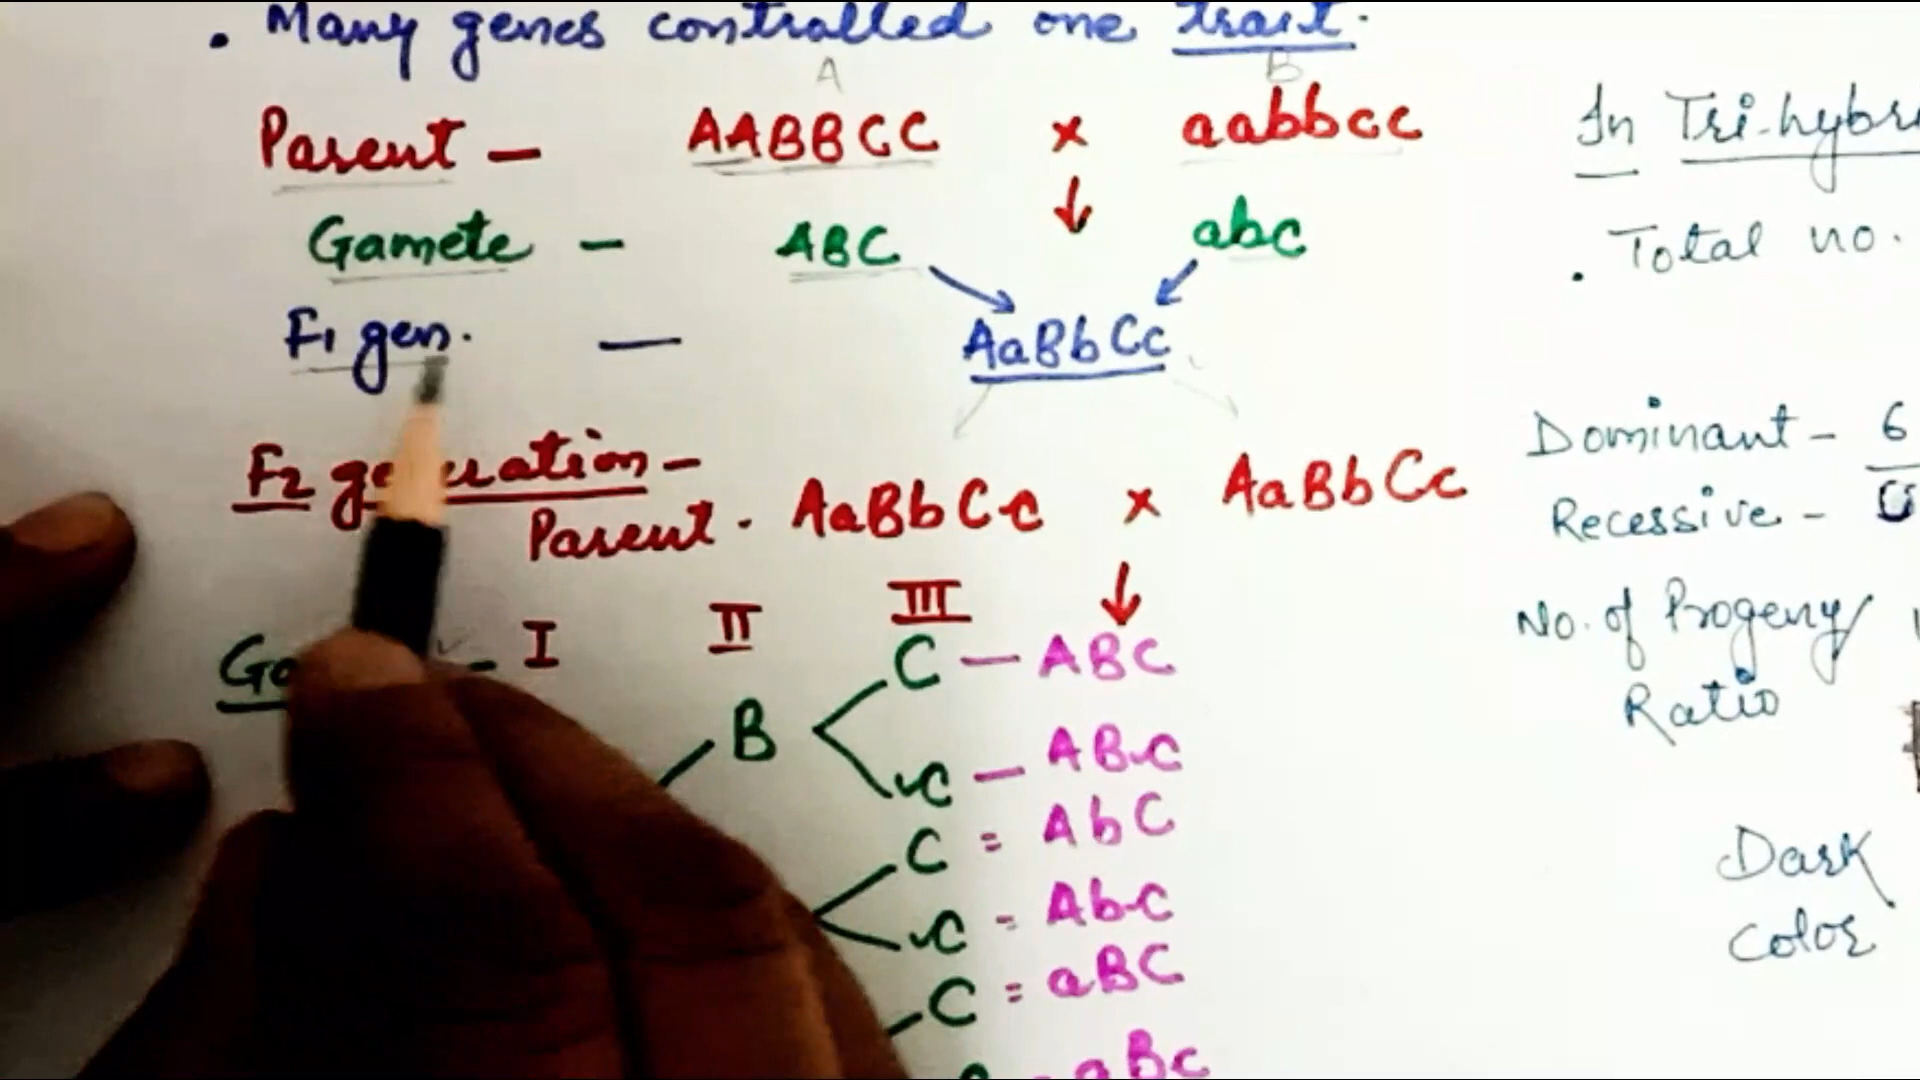 . Many genes controlled one trait.
A B
Parent - AABBCC x aabbcc
Gamete - ABC abc
F1 gen. - AaBbCc
F2 generation -
Parent. AaBbCc x AaBbCc
I II III
C - ABC
B
c - ABc
C = AbC
c = Abc
C = aBC
= aBc
In Tri-hybri
. Total no.
Dominant - 6
Recessive -
No. of Progeny/
Ratio
Dark
Color